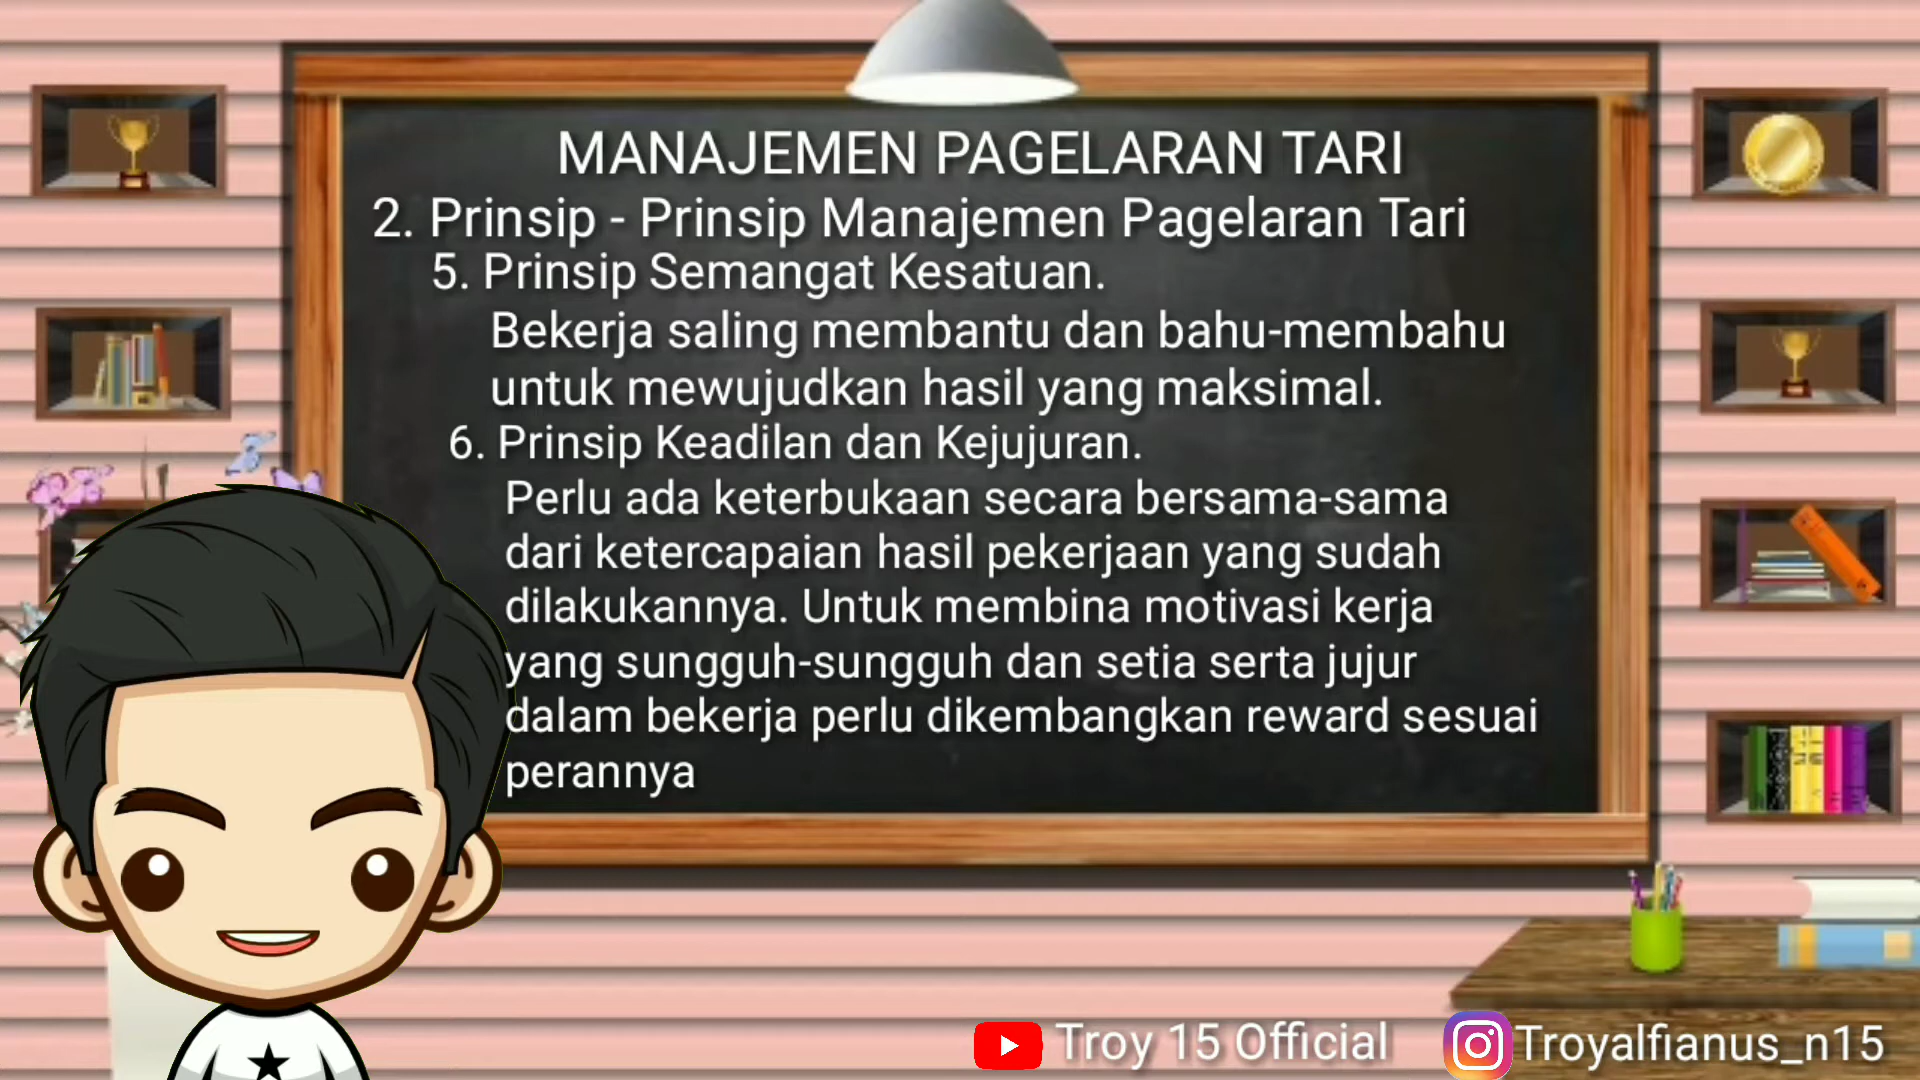 MANAJEMEN PAGELARAN TARI
2. Prinsip - Prinsip Manajemen Pagelaran Tari
5. Prinsip Semangat Kesatuan.
Bekerja saling membantu dan bahu-membahu
untuk mewujudkan hasil yang maksimal.
6. Prinsip Keadilan dan Kejujuran.
Perlu ada keterbukaan secara bersama-sama
dari ketercapaian hasil pekerjaan yang sudah
dilakukannya. Untuk membina motivasi kerja
yang sungguh-sungguh dan setia serta jujur
dalam bekerja perlu dikembangkan reward sesuai
perannya
Troy 15 Official
Troyalfianus_n15